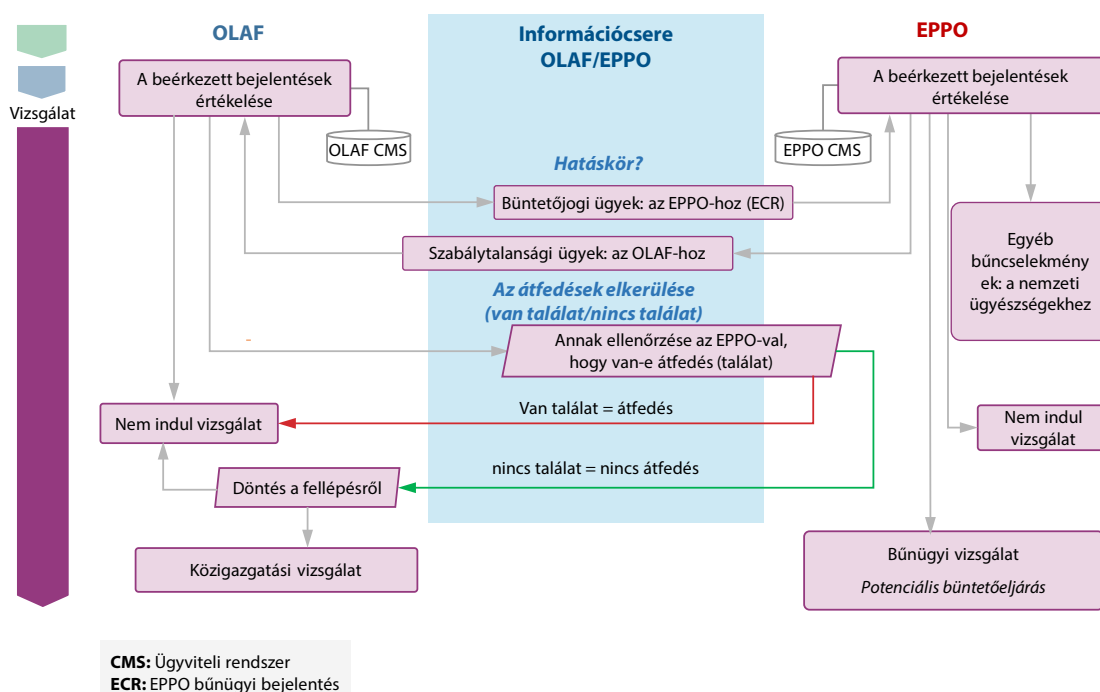 OLAF
Információcsere
OLAF/EPPO
EPPO
Vizsgálat
A beérkezett bejelentések
értékelése
OLAF CMS
A beérkezett bejelentések
értékelése
EPPO CMS
Hatáskör?
Büntetőjogi ügyek: az EPPO-hoz (ECR)
Szabálytalansági ügyek: az OLAF-hoz
Egyéb
bűncselekmény
ek: a nemzeti
ügyészségekhez
Az átfedések elkerülése
(van találat/nincs találat)
Annak ellenőrzése az EPPO-val,
hogy van-e átfedés (találat)
Van találat = átfedés
Nem indul vizsgálat
Nem indul
vizsgálat
nincs találat = nincs átfedés
Döntés a fellépésről
Közigazgatási vizsgálat
Bűnügyi vizsgálat
Potenciális büntetőeljárás
CMS: Ügyviteli rendszer
ECR: EPPO bűnügyi bejelentés